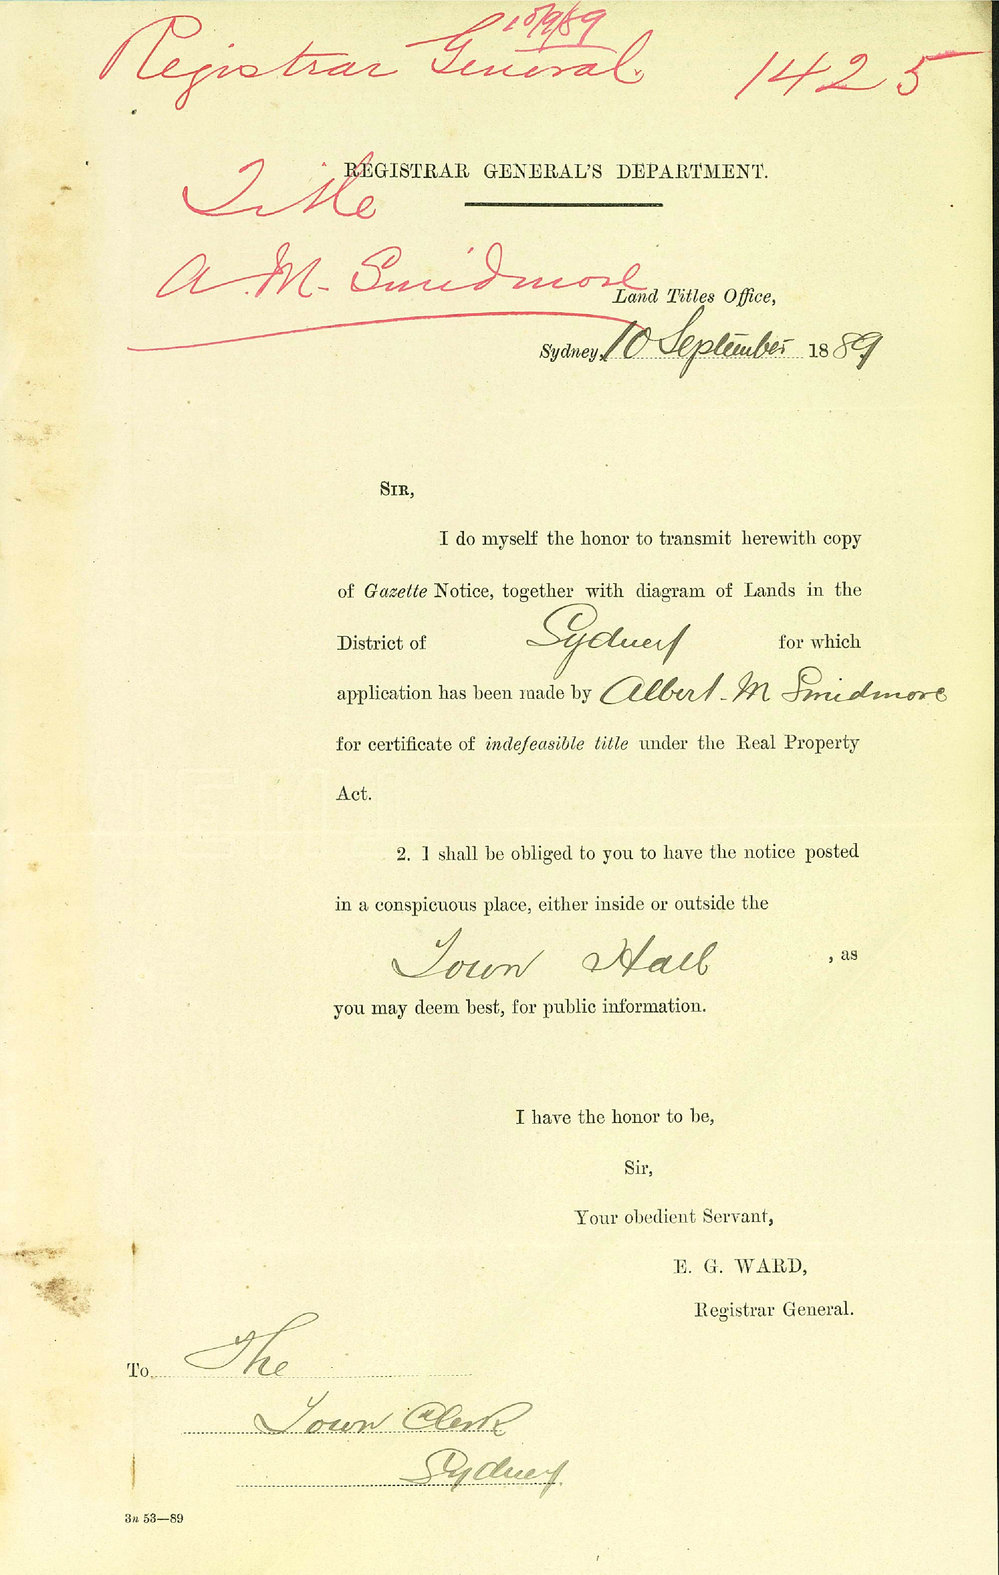 10/9/89
Registrar General. 1425
REGISTRAR GENERAL'S DEPARTMENT.
Title
A. M. Smidmore
Land Titles Office,
Sydney, 10 September 1889
SIR,
I do myself the honor to transmit herewith copy
of Gazette Notice, together with diagram of Lands in the
District of Sydney for which
application has been made by Albert. M Smidmore
for certificate of indefeasible title under the Real Property
Act.
2. I shall be obliged to you to have the notice posted
in a conspicuous place, either inside or outside the
Town Hall , as
you may deem best, for public information.
I have the honor to be,
Sir,
Your obedient Servant,
E. G. WARD,
Registrar General.
To The
Town Clerk
Sydney
3n 53—89